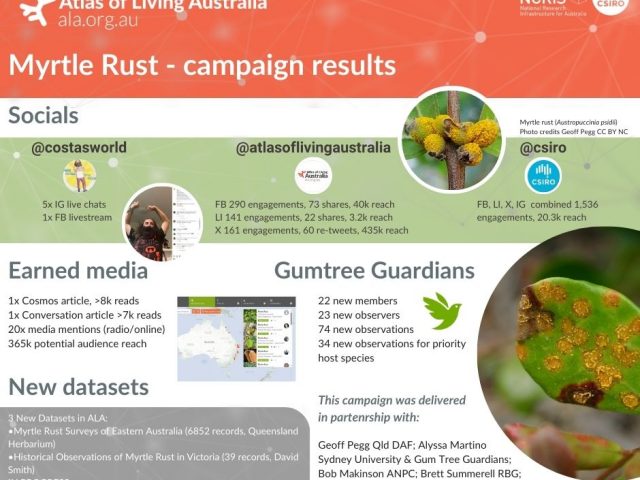 Atlas of Living Australia
ala.org.au
NCRIS
National Research
Infrastructure for Australia
CSIRO
Myrtle Rust - campaign results
Socials
Myrtle rust (Austropuccinia psidii)
Photo credits Geoff Pegg CC BY NC
@costasworld
@atlasoflivingaustralia
@csiro
Atlas of Living
Australia
CSIRO
5x IG live chats
1x FB livestream
FB 290 engagements, 73 shares, 40k reach
LI 141 engagements, 22 shares, 3.2k reach
X 161 engagements, 60 re-tweets, 435k reach
FB, LI, X, IG combined 1,536
engagements, 20.3k reach
Earned media
1x Cosmos article, >8k reads
1x Conversation article >7k reads
20x media mentions (radio/online)
365k potential audience reach
Gumtree Guardians
22 new members
23 new observers
74 new observations
34 new observations for priority
host species
New datasets
3 New Datasets in ALA:
•Myrtle Rust Surveys of Eastern Australia (6852 records, Queensland
Herbarium)
•Historical Observations of Myrtle Rust in Victoria (39 records, David
Smith)
This campaign was delivered
in partenrship with:
Geoff Pegg Qld DAF; Alyssa Martino
Sydney University & Gum Tree Guardians;
Bob Makinson ANPC; Brett Summerell RBG;